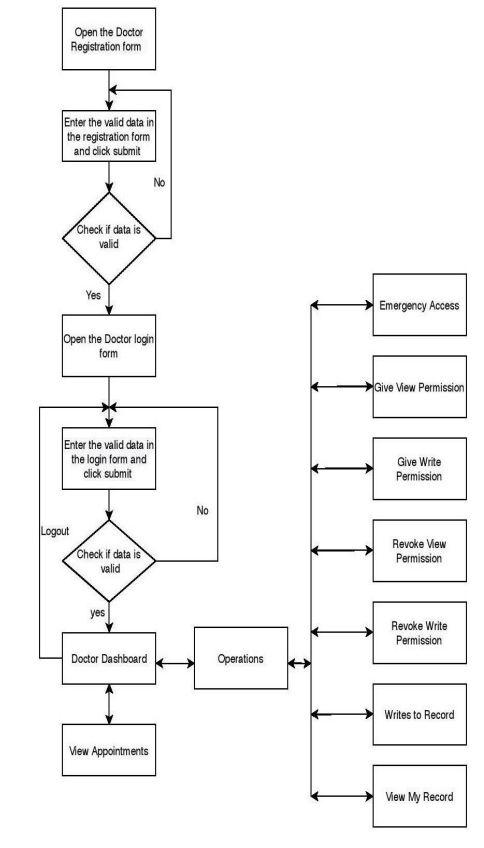 Open the Doctor
Registration form
Enter the valid data in
the registration form
and click submit
No
Check if data is
valid
Yes
Open the Doctor login
form
Enter the valid data in
the login form and
click submit
No
Logout
Check if data is
valid
yes
Doctor Dashboard
Operations
View Appointments
Emergency Access
Give View Permission
Give Write
Permission
Revoke View
Permission
Revoke Write
Permission
Writes to Record
View My Record